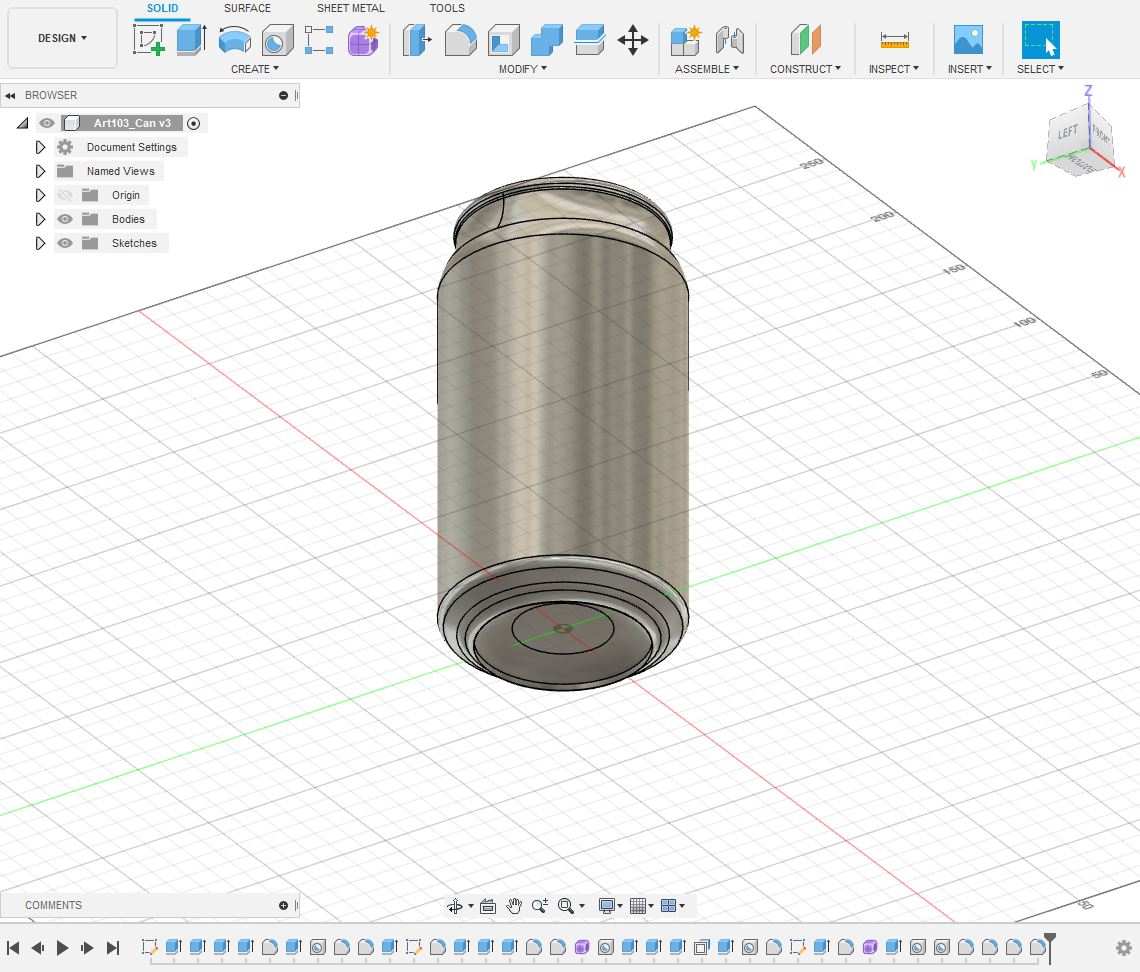 SOLID SURFACE SHEET METAL TOOLS
DESIGN
CREATE MODIFY ASSEMBLE CONSTRUCT INSPECT INSERT SELECT
BROWSER
Art103_Can v3
Document Settings
Named Views
Origin
Bodies
Sketches
Z
LEFT
FRONT
BOTTOM
Y
X
250
200
150
100
50
50
COMMENTS